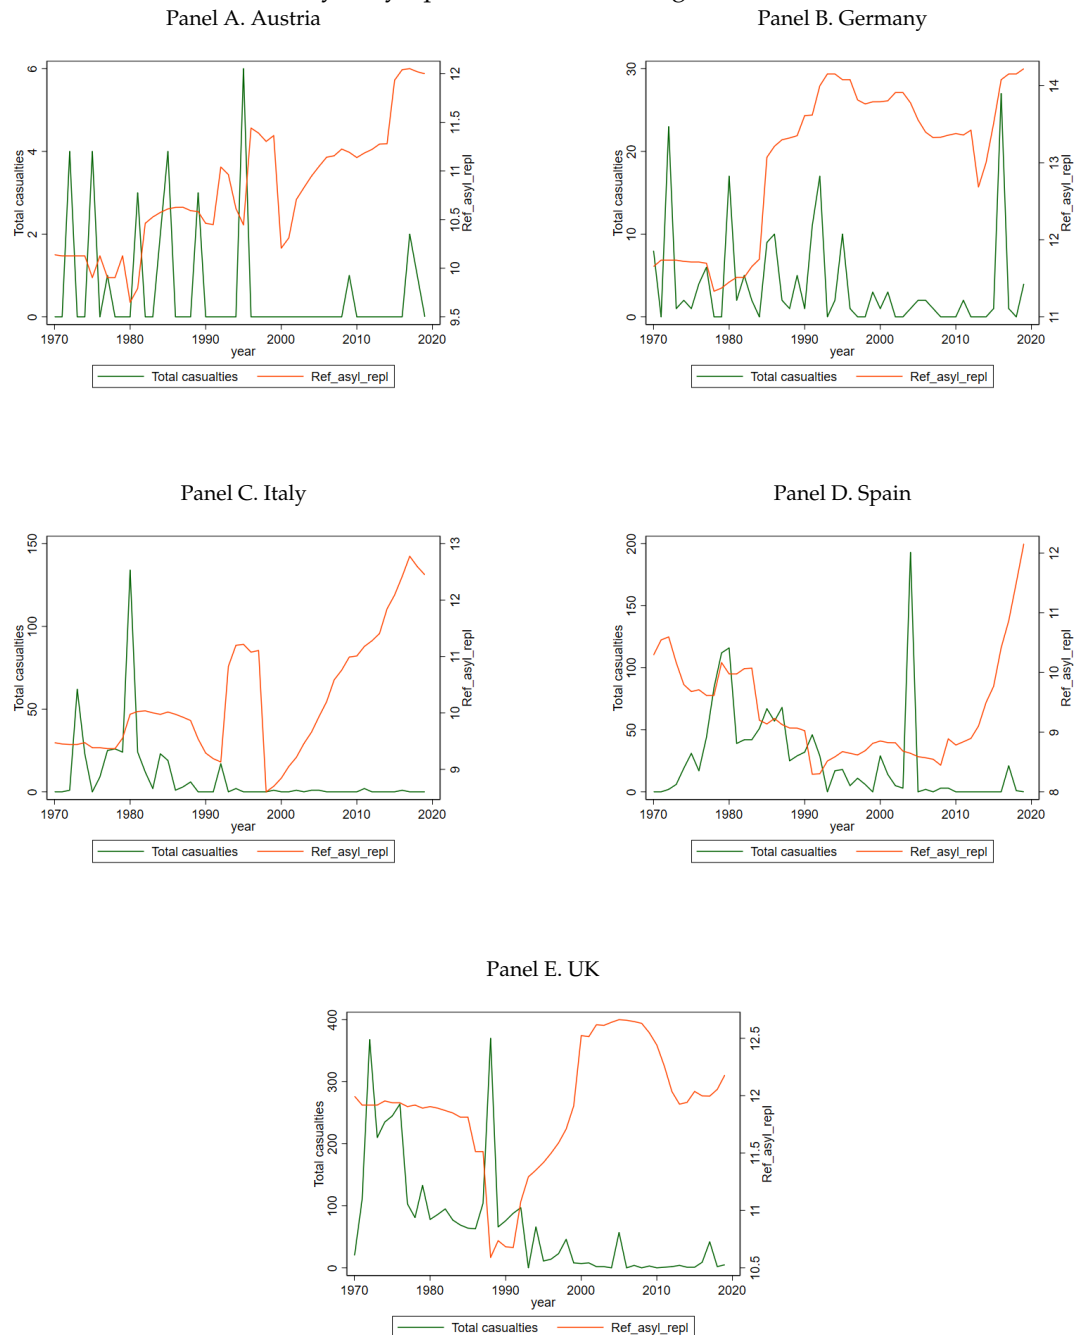 Panel A. Austria
Panel B. Germany
6
4
2
0
Total casualties
12
11.5
11
10.5
10
9.5
Ref_asyl_repl
1970 1980 1990 2000 2010 2020
year
Total casualties Ref_asyl_repl
30
20
10
0
Total casualties
14
13
12
11
Ref_asyl_repl
1970 1980 1990 2000 2010 2020
year
Total casualties Ref_asyl_repl
Panel C. Italy
Panel D. Spain
150
100
50
0
Total casualties
13
12
11
10
9
Ref_asyl_repl
1970 1980 1990 2000 2010 2020
year
Total casualties Ref_asyl_repl
200
150
100
50
0
Total casualties
12
11
10
9
8
Ref_asyl_repl
1970 1980 1990 2000 2010 2020
year
Total casualties Ref_asyl_repl
Panel E. UK
400
300
200
100
0
Total casualties
12.5
12
11.5
11
10.5
Ref_asyl_repl
1970 1980 1990 2000 2010 2020
year
Total casualties Ref_asyl_repl